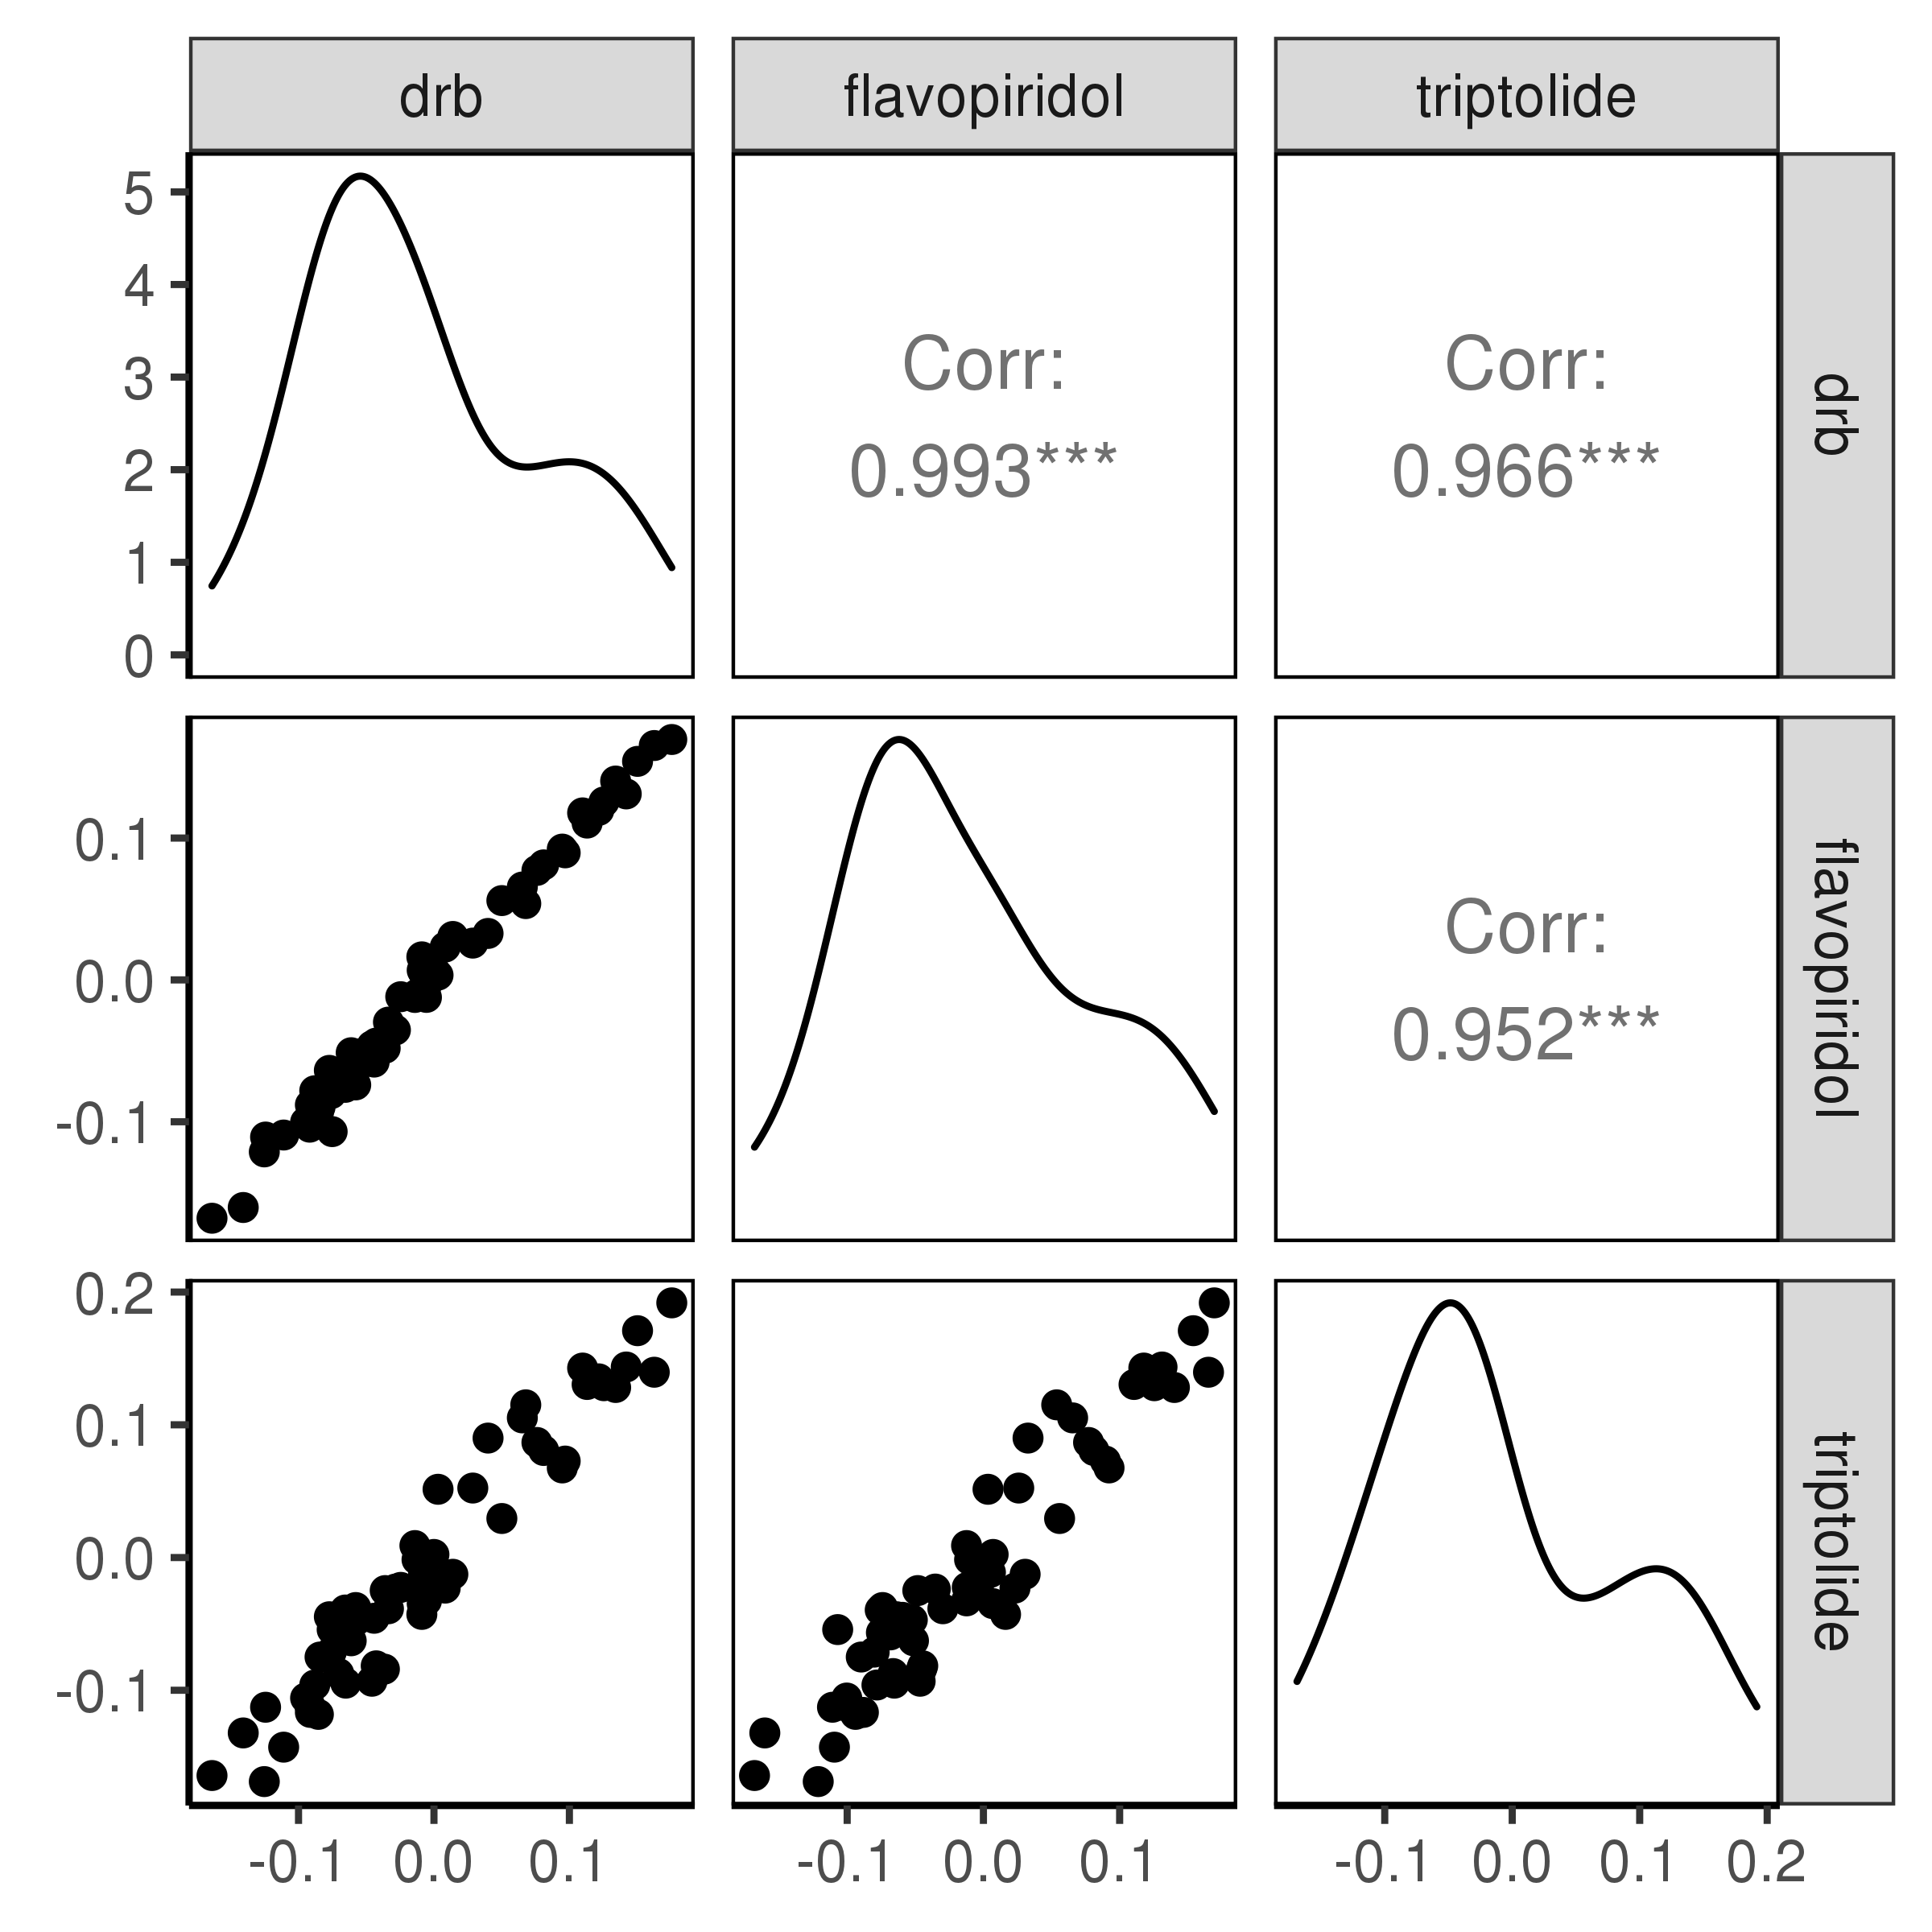 drb
flavopiridol
triptolide
5
4
3
2
1
0
Corr:
0.993***
Corr:
0.966***
drb
0.1
0.0
-0.1
Corr:
0.952***
flavopiridol
0.2
0.1
0.0
-0.1
triptolide
-0.1 0.0 0.1
-0.1 0.0 0.1
-0.1 0.0 0.1 0.2